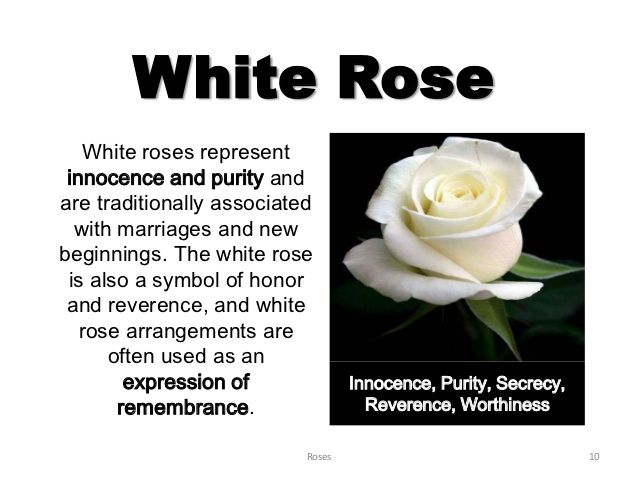 White Rose
White roses represent
innocence and purity and
are traditionally associated
with marriages and new
beginnings. The white rose
is also a symbol of honor
and reverence, and white
rose arrangements are
often used as an
expression of
remembrance.
Innocence, Purity, Secrecy,
Reverence, Worthiness
Roses
10